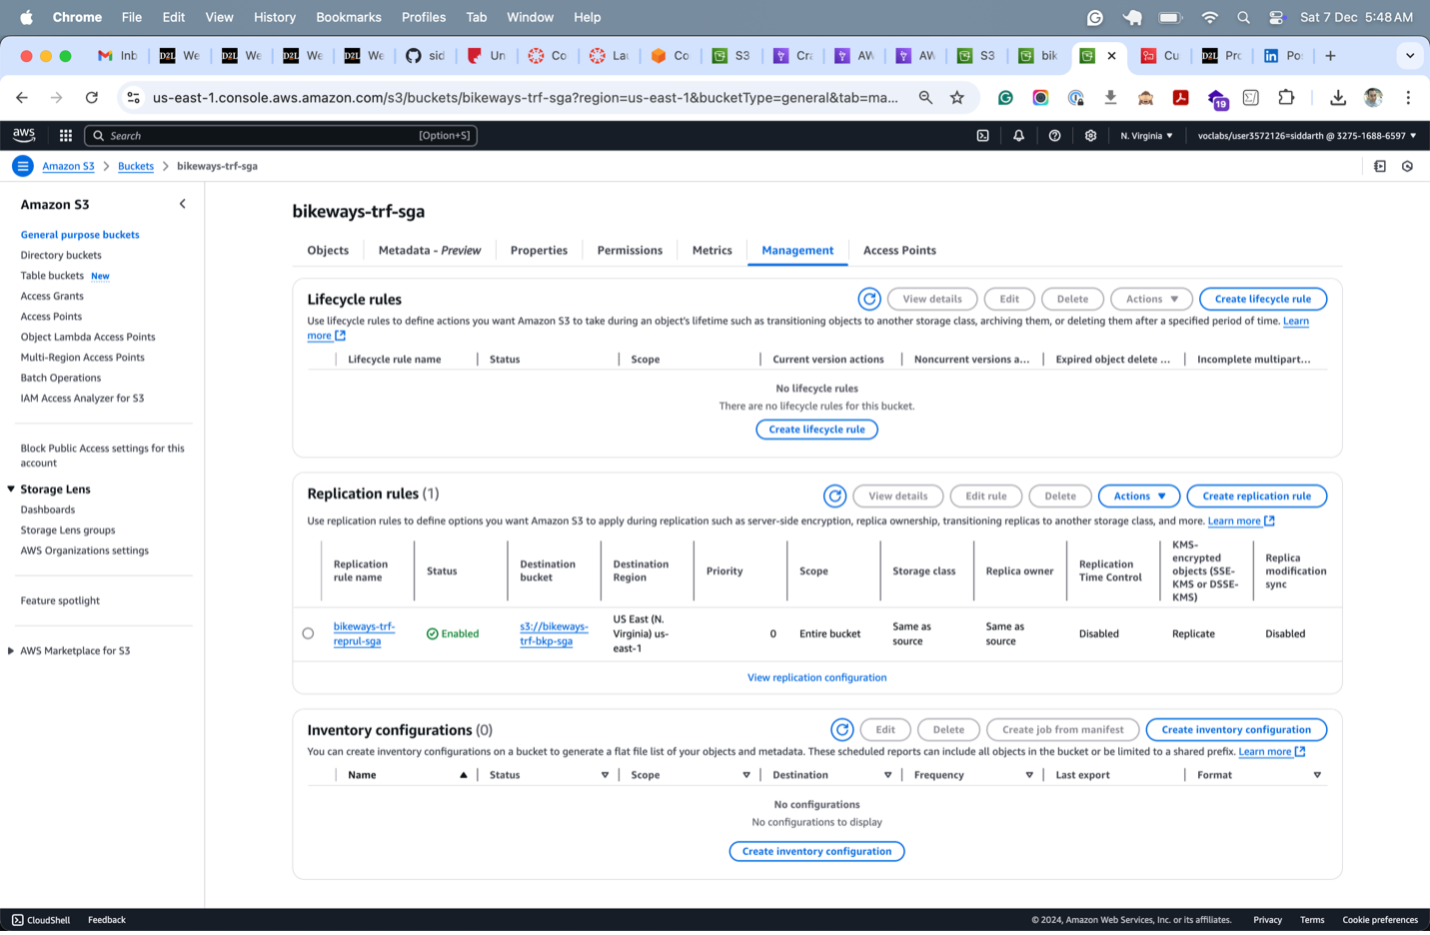 Chrome File Edit View History Bookmarks Profiles Tab Window Help Sat 7 Dec 5:48 AM
Inb D2L We D2L We D2L We D2L We sid Un Co La Co S3 Cra AW AW S3 bik Cu D2L Pro Po
us-east-1.console.aws.amazon.com/s3/buckets/bikeways-trf-sga?region=us-east-1&bucketType=general&tab=ma... 19
aws Search [Option+S] N. Virginia voclabs/user3572126=siddarth @ 3275-1688-6597
Amazon S3 > Buckets > bikeways-trf-sga
Amazon S3
General purpose buckets
Directory buckets
Table buckets New
Access Grants
Access Points
Object Lambda Access Points
Multi-Region Access Points
Batch Operations
IAM Access Analyzer for S3
Block Public Access settings for this
account
Storage Lens
Dashboards
Storage Lens groups
AWS Organizations settings
Feature spotlight
AWS Marketplace for S3
bikeways-trf-sga
Objects Metadata - Preview Properties Permissions Metrics Management Access Points
Lifecycle rules View details Edit Delete Actions Create lifecycle rule
Use lifecycle rules to define actions you want Amazon S3 to take during an object's lifetime such as transitioning objects to another storage class, archiving them, or deleting them after a specified period of time. Learn
more
Lifecycle rule name Status Scope Current version actions Noncurrent versions a... Expired object delete ... Incomplete multipart...
No lifecycle rules
There are no lifecycle rules for this bucket.
Create lifecycle rule
Replication rules (1) View details Edit rule Delete Actions Create replication rule
Use replication rules to define options you want Amazon S3 to apply during replication such as server-side encryption, replica ownership, transitioning replicas to another storage class, and more. Learn more
Replication
rule name
Status
Destination
bucket
Destination
Region
Priority
Scope
Storage class
Replica owner
Replication
Time Control
KMS-
encrypted
objects (SSE-
KMS or DSSE-
KMS)
Replica
modification
sync
bikeways-trf-
reprul-sga
Enabled
s3://bikeways-
trf-bkp-sga
US East (N.
Virginia) us-
east-1
0
Entire bucket
Same as
source
Same as
source
Disabled
Replicate
Disabled
View replication configuration
Inventory configurations (0) Edit Delete Create job from manifest Create inventory configuration
You can create inventory configurations on a bucket to generate a flat file list of your objects and metadata. These scheduled reports can include all objects in the bucket or be limited to a shared prefix. Learn more
Name Status Scope Destination Frequency Last export Format
No configurations
No configurations to display
Create inventory configuration
CloudShell Feedback © 2024, Amazon Web Services, Inc. or its affiliates. Privacy Terms Cookie preferences